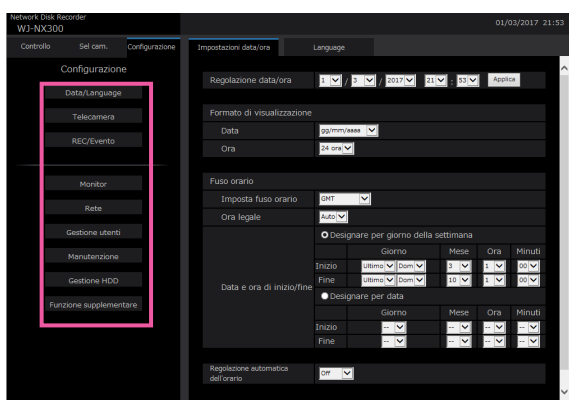 Network Disk Recorder
WJ-NX300
01/03/2017 21:53
Controllo Sel cam. Configurazione
Impostazioni data/ora Language
Configurazione
Data/Language
Telecamera
REC/Evento
Monitor
Rete
Gestione utenti
Manutenzione
Gestione HDD
Funzione supplementare
Regolazione data/ora 1 / 3 / 2017 21 : 53 Applica
Formato di visualizzazione
Data gg/mm/aaaa
Ora 24 ora
Fuso orario
Imposta fuso orario GMT
Ora legale Auto
Data e ora di inizio/fine
Designare per giorno della settimana
Giorno Mese Ora Minuti
Inizio Ultimo Dom 3 1 00
Fine Ultimo Dom 10 1 00
Designare per data
Giorno Mese Ora Minuti
Inizio -- -- -- --
Fine -- -- -- --
Regolazione automatica
dell'orario Off